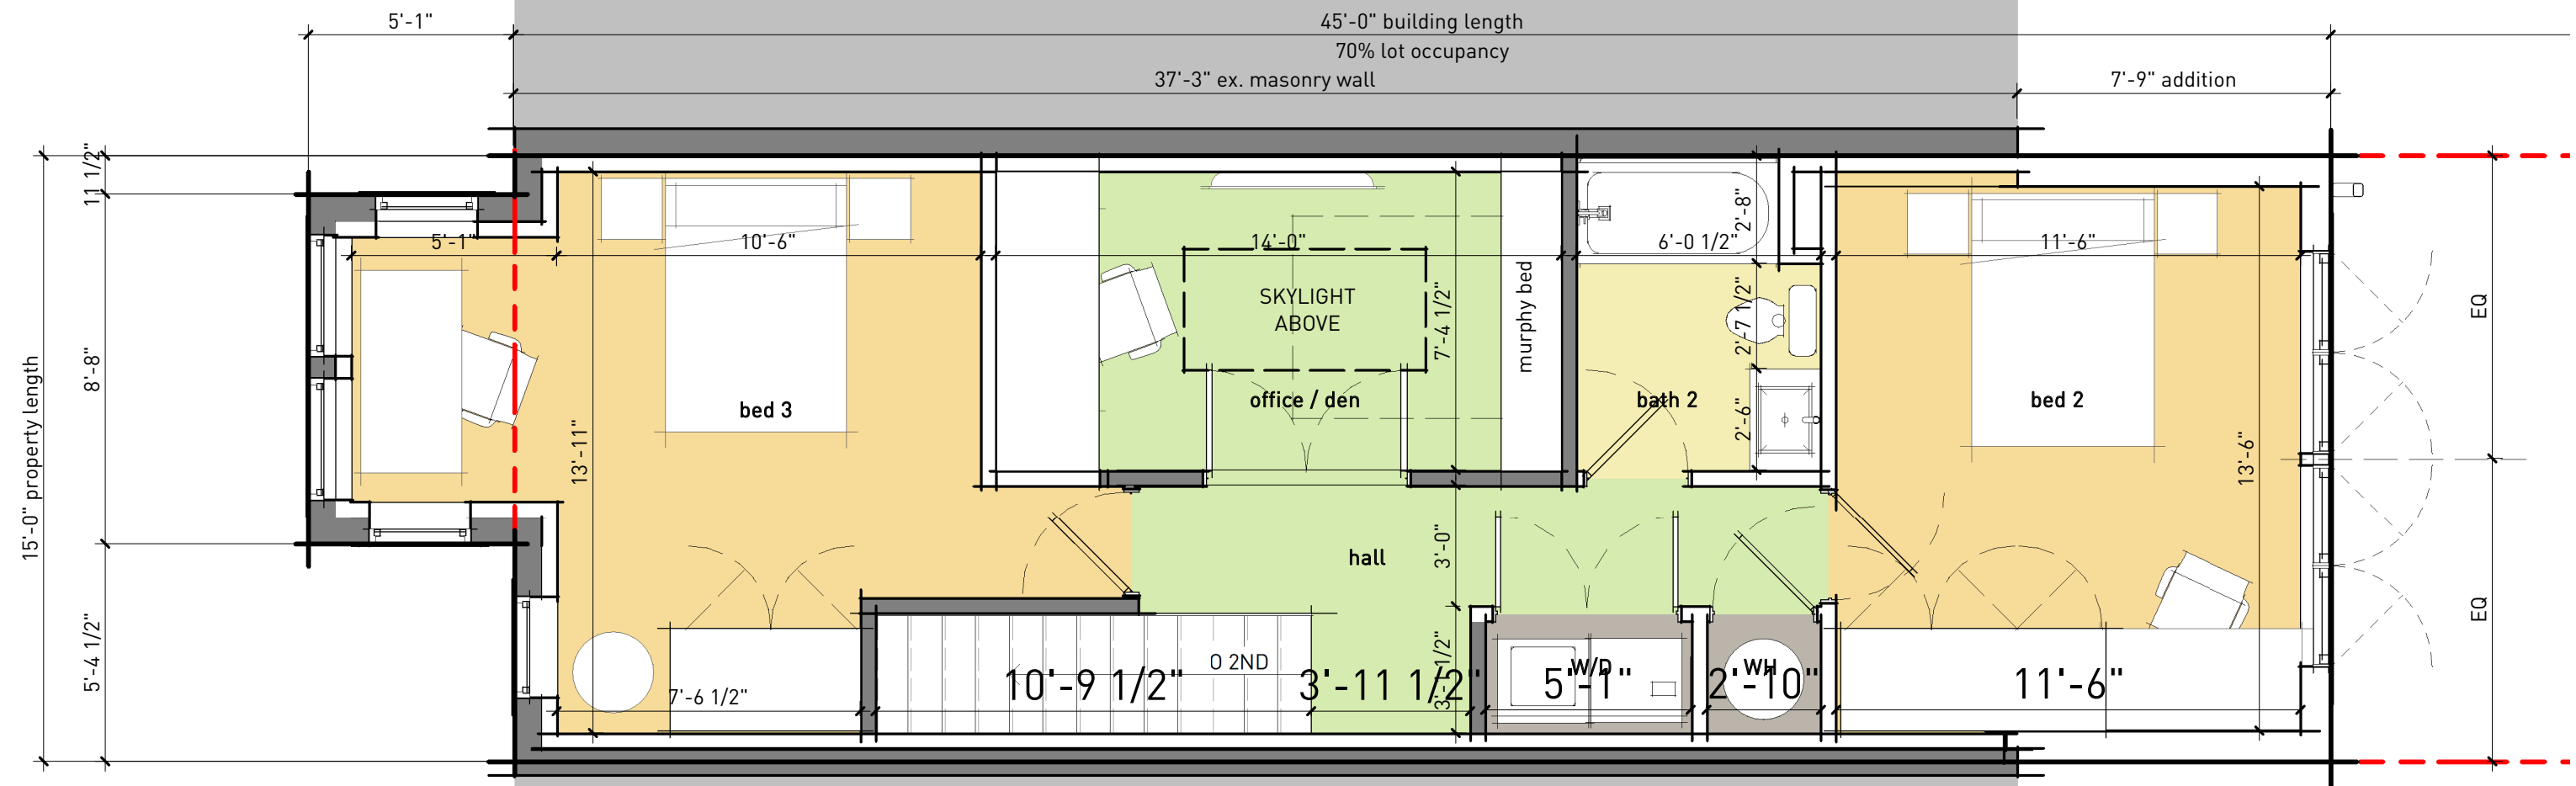 5'-1"
45'-0" building length
70% lot occupancy
37'-3" ex. masonry wall
7'-9" addition
11 1/2"
5'-1"
10'-6"
14'-0"
6'-0 1/2"
2'-8"
11'-6"
SKYLIGHT
ABOVE
7'-4 1/2"
murphy bed
2'-7 1/2"
EQ
15'-0" property length
8'-8"
bed 3
office / den
bath 2
2'-6"
bed 2
13'-11"
13'-6"
hall
3'-0"
EQ
5'-4 1/2"
O 2ND
W/D
WH
7'-6 1/2"
10'-9 1/2"
3'-11 1/2"
5'-1"
2'-10"
11'-6"